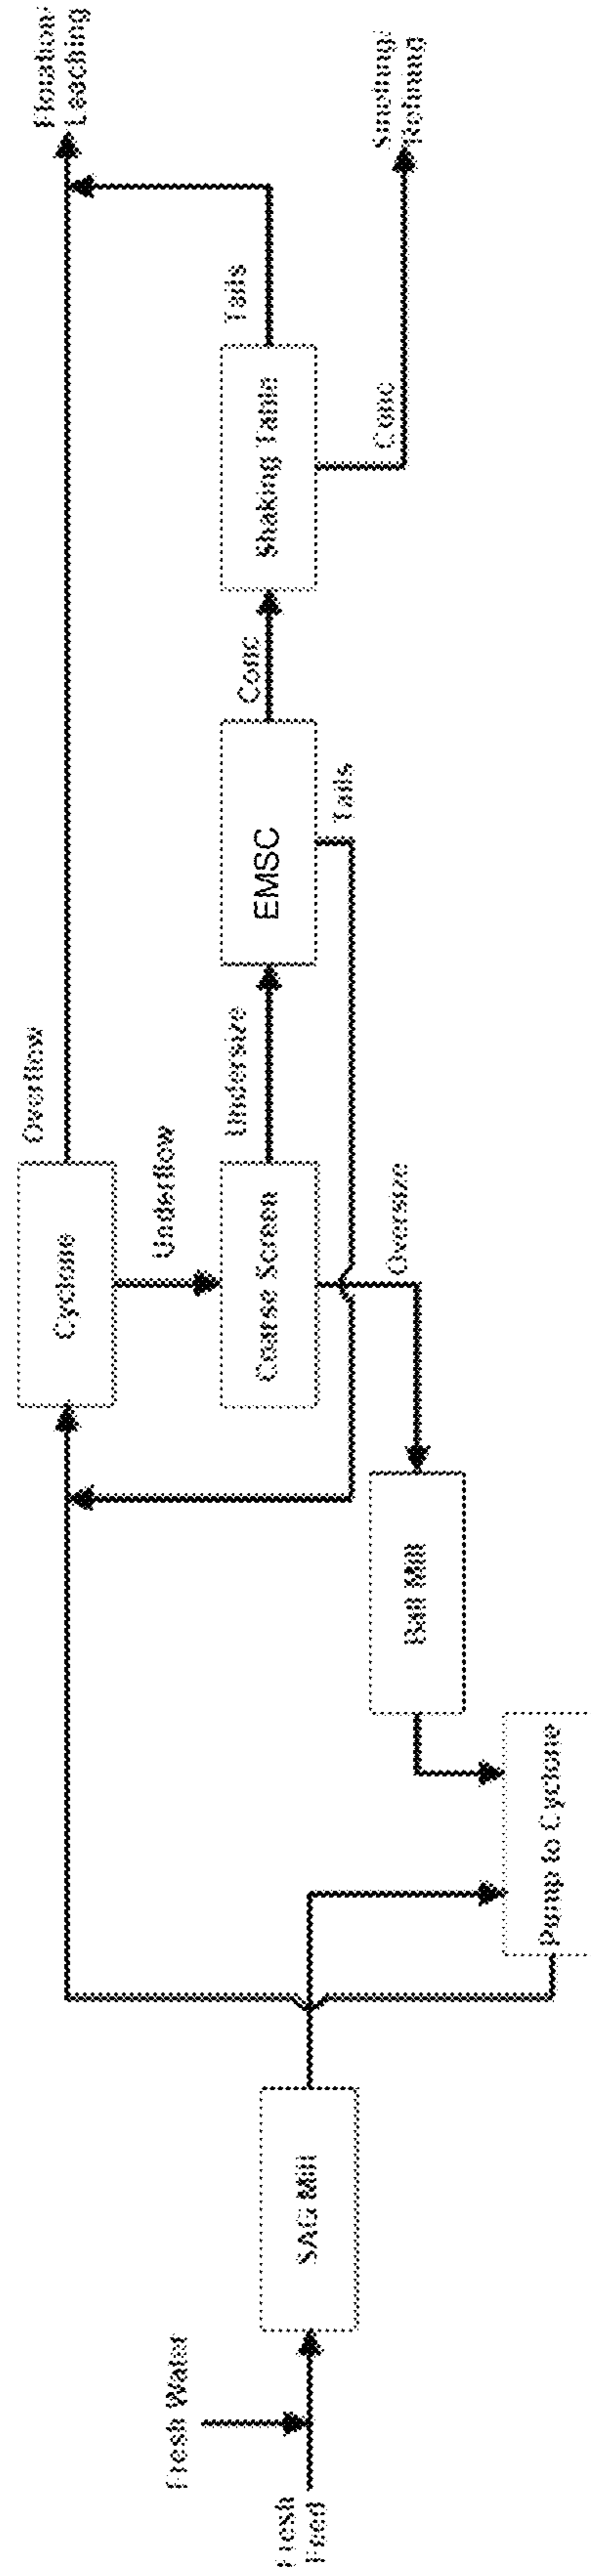 Fresh Water
Fresh
Feed
SAG Mill
Pump to Cyclone
Ball Mill
Cyclone
Overflow
Underflow
Coarse Screen
Undersize
Oversize
EMSC
Conc
Tails
Shaking Table
Tails
Conc
Flotation/
Leaching
Smelting/
Refining